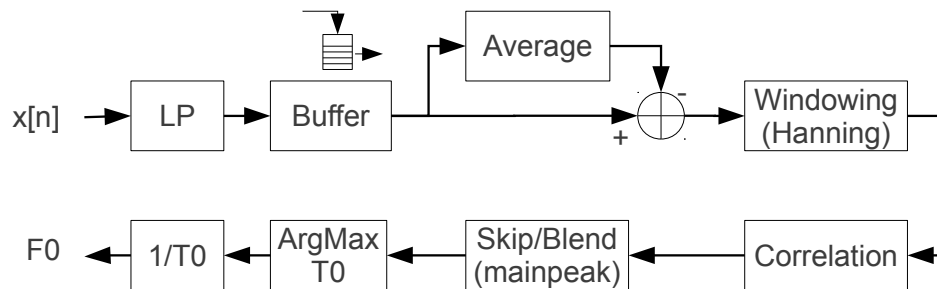 Average
x[n]
LP
Buffer
-
+
Windowing
(Hanning)
F0
1/T0
ArgMax
T0
Skip/Blend
(mainpeak)
Correlation